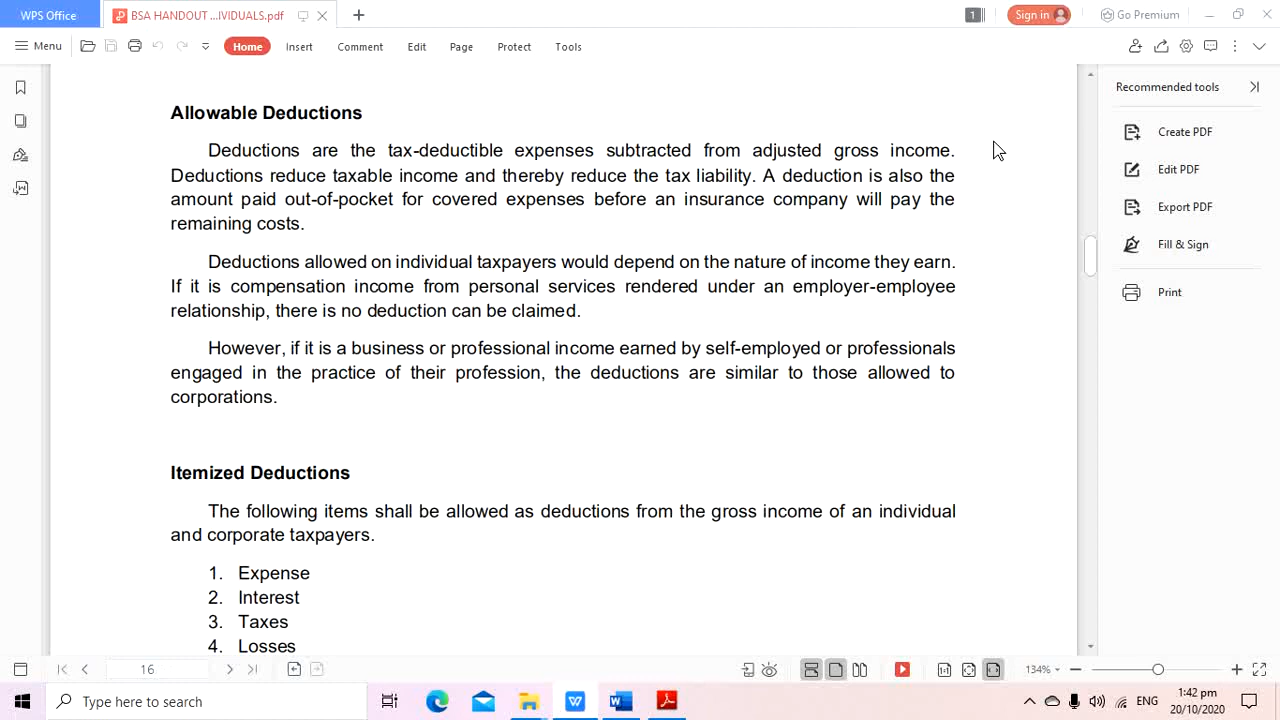 WPS Office
BSA HANDOUT ...IVIDUALS.pdf
1
Sign in
Go Premium
Menu
Home
Insert
Comment
Edit
Page
Protect
Tools
Allowable Deductions
Deductions are the tax-deductible expenses subtracted from adjusted gross income.
Deductions reduce taxable income and thereby reduce the tax liability. A deduction is also the
amount paid out-of-pocket for covered expenses before an insurance company will pay the
remaining costs.
Deductions allowed on individual taxpayers would depend on the nature of income they earn.
If it is compensation income from personal services rendered under an employer-employee
relationship, there is no deduction can be claimed.
However, if it is a business or professional income earned by self-employed or professionals
engaged in the practice of their profession, the deductions are similar to those allowed to
corporations.
Itemized Deductions
The following items shall be allowed as deductions from the gross income of an individual
and corporate taxpayers.
1. Expense
2. Interest
3. Taxes
4. Losses
Recommended tools
Create PDF
Edit PDF
Export PDF
Fill & Sign
Print
16
134%
Type here to search
ENG
1:42 pm
20/10/2020